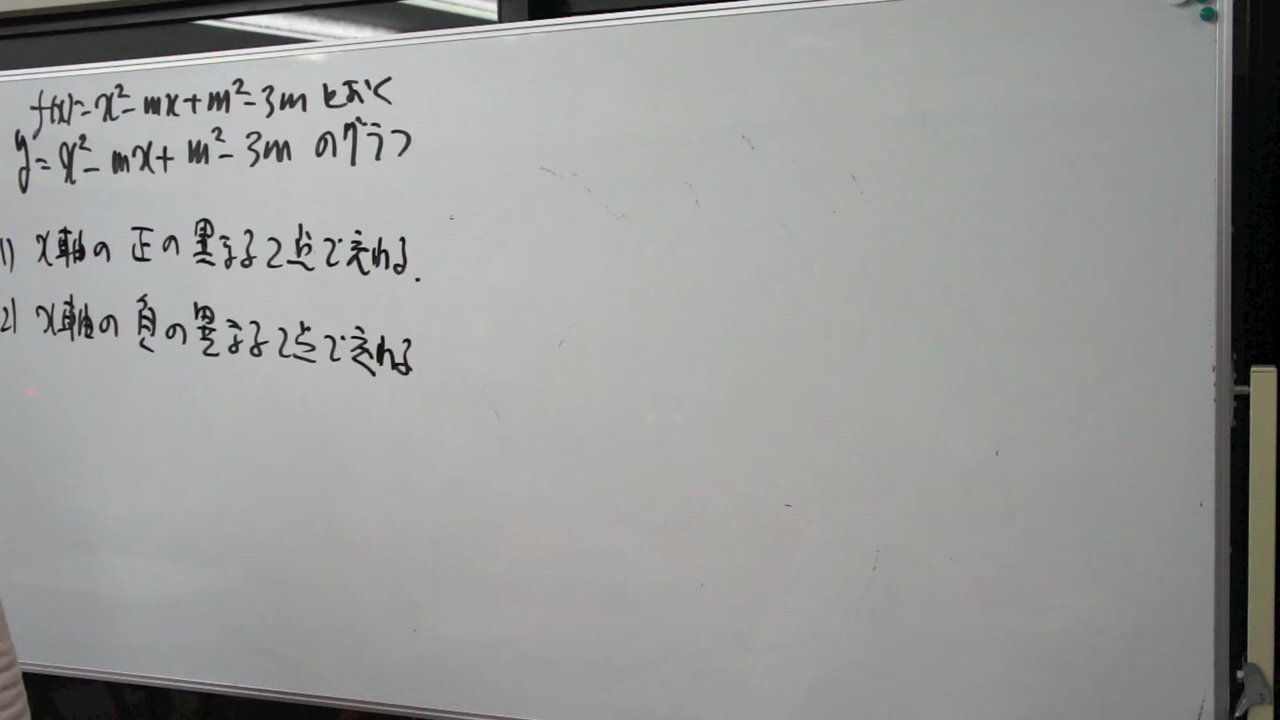 f(x)=x²-mx+m²-3m とおく
y=x²-mx+m²-3m のグラフ
1) x軸の 正の 異なる2点で交わる.
2) x軸の 負の 異なる2点で交わる